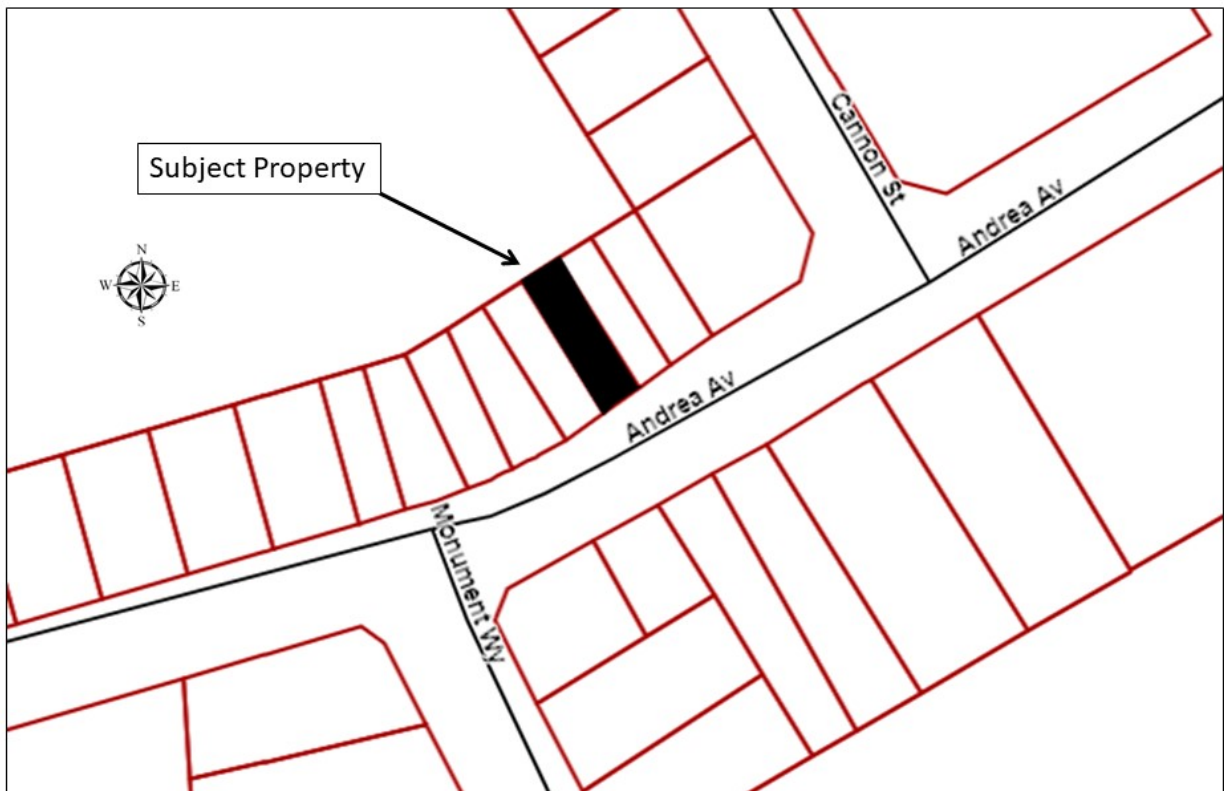 Cannon St
Subject Property
Andrea Av
N
W E
S
Andrea Av
Monument Wy